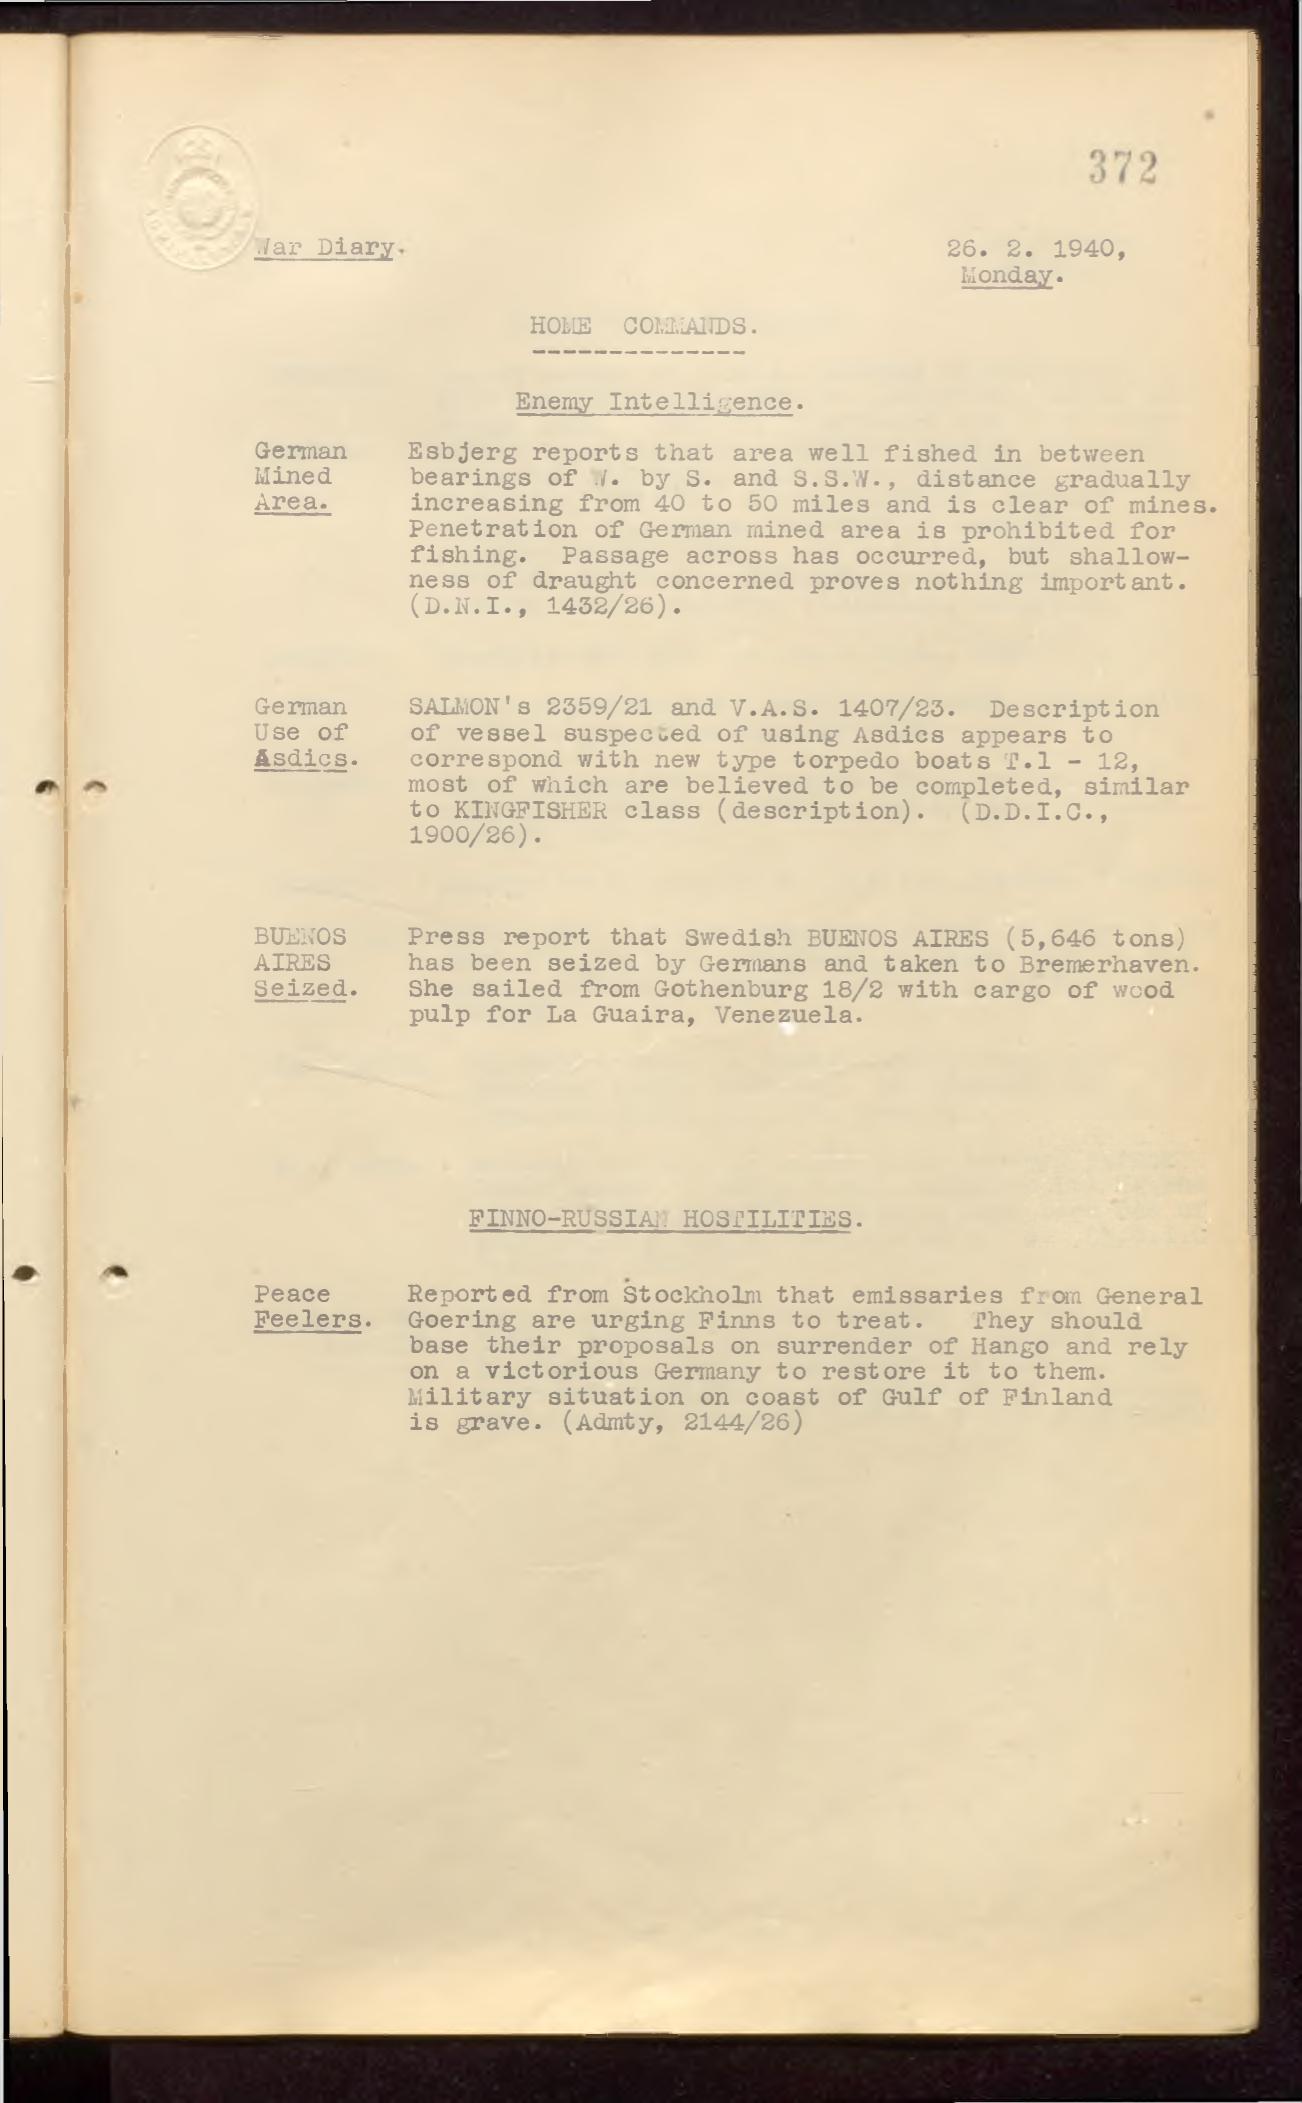 372
War Diary.
26. 2. 1940,
Monday.
HOME COMMANDS.
--------------
Enemy Intelligence.
German
Mined
Area.
Esbjerg reports that area well fished in between
bearings of W. by S. and S.S.W., distance gradually
increasing from 40 to 50 miles and is clear of mines.
Penetration of German mined area is prohibited for
fishing. Passage across has occurred, but shallow-
ness of draught concerned proves nothing important.
(D.N.I., 1432/26).
German
Use of
Asdics.
SALMON's 2359/21 and V.A.S. 1407/23. Description
of vessel suspected of using Asdics appears to
correspond with new type torpedo boats T.1 - 12,
most of which are believed to be completed, similar
to KINGFISHER class (description). (D.D.I.C.,
1900/26).
BUENOS
AIRES
Seized.
Press report that Swedish BUENOS AIRES (5,646 tons)
has been seized by Germans and taken to Bremerhaven.
She sailed from Gothenburg 18/2 with cargo of wood
pulp for La Guaira, Venezuela.
FINNO-RUSSIAN HOSTILITIES.
Peace
Feelers.
Reported from Stockholm that emissaries from General
Goering are urging Finns to treat. They should
base their proposals on surrender of Hango and rely
on a victorious Germany to restore it to them.
Military situation on coast of Gulf of Finland
is grave. (Admty, 2144/26)